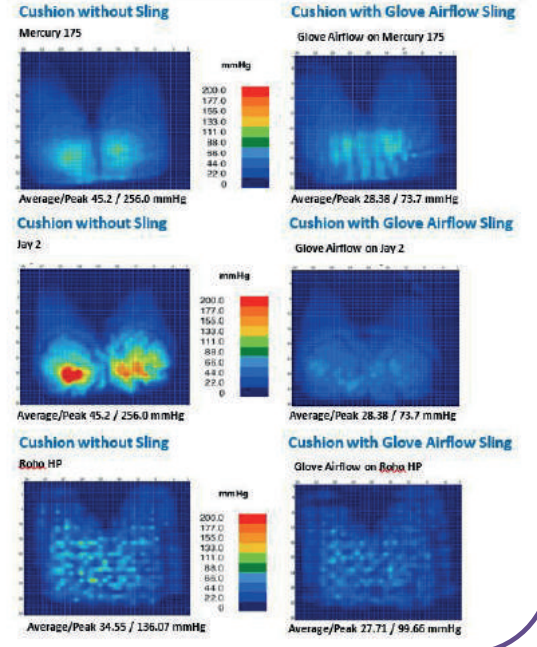 Cushion without Sling
Mercury 175
Cushion with Glove Airflow Sling
Glove Airflow on Mercury 175
mmHg
200.0
177.0
155.0
133.0
111.0
88.0
66.0
44.0
22.0
0
Average/Peak 45.2 / 256.0 mmHg
Average/Peak 28.38 / 73.7 mmHg
Cushion without Sling
Jay 2
Cushion with Glove Airflow Sling
Glove Airflow on Jay 2
mmHg
200.0
177.0
155.0
133.0
111.0
88.0
66.0
44.0
22.0
0
Average/Peak 45.2 / 256.0 mmHg
Average/Peak 28.38 / 73.7 mmHg
Cushion without Sling
Roho HP
Cushion with Glove Airflow Sling
Glove Airflow on Roho HP
mmHg
200.0
177.0
155.0
133.0
111.0
88.0
66.0
44.0
22.0
0
Average/Peak 34.55 / 136.07 mmHg
Average/Peak 27.71 / 99.66 mmHg